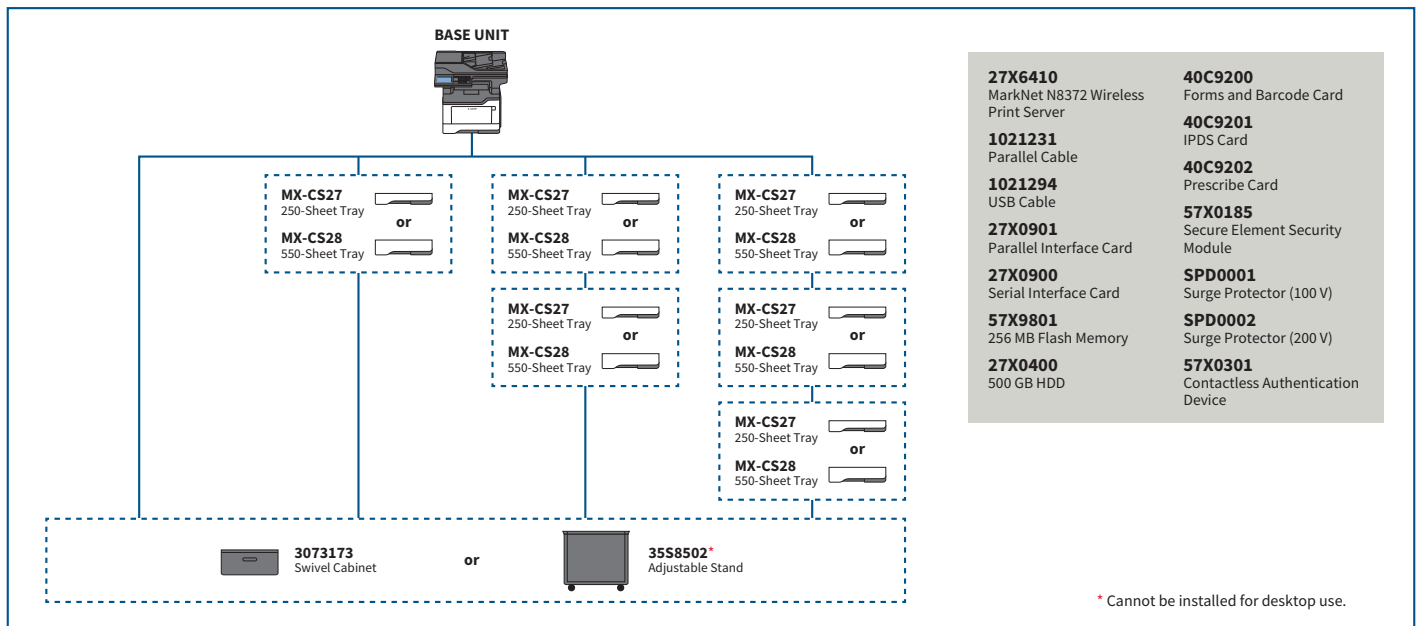 BASE UNIT
MX-CS27
250-Sheet Tray
or
MX-CS28
550-Sheet Tray
MX-CS27
250-Sheet Tray
or
MX-CS28
550-Sheet Tray
MX-CS27
250-Sheet Tray
or
MX-CS28
550-Sheet Tray
MX-CS27
250-Sheet Tray
or
MX-CS28
550-Sheet Tray
MX-CS27
250-Sheet Tray
or
MX-CS28
550-Sheet Tray
MX-CS27
250-Sheet Tray
or
MX-CS28
550-Sheet Tray
3073173
Swivel Cabinet
or
35S8502*
Adjustable Stand
27X6410
MarkNet N8372 Wireless
Print Server
1021231
Parallel Cable
1021294
USB Cable
27X0901
Parallel Interface Card
27X0900
Serial Interface Card
57X9801
256 MB Flash Memory
27X0400
500 GB HDD
40C9200
Forms and Barcode Card
40C9201
IPDS Card
40C9202
Prescribe Card
57X0185
Secure Element Security
Module
SPD0001
Surge Protector (100 V)
SPD0002
Surge Protector (200 V)
57X0301
Contactless Authentication
Device
* Cannot be installed for desktop use.